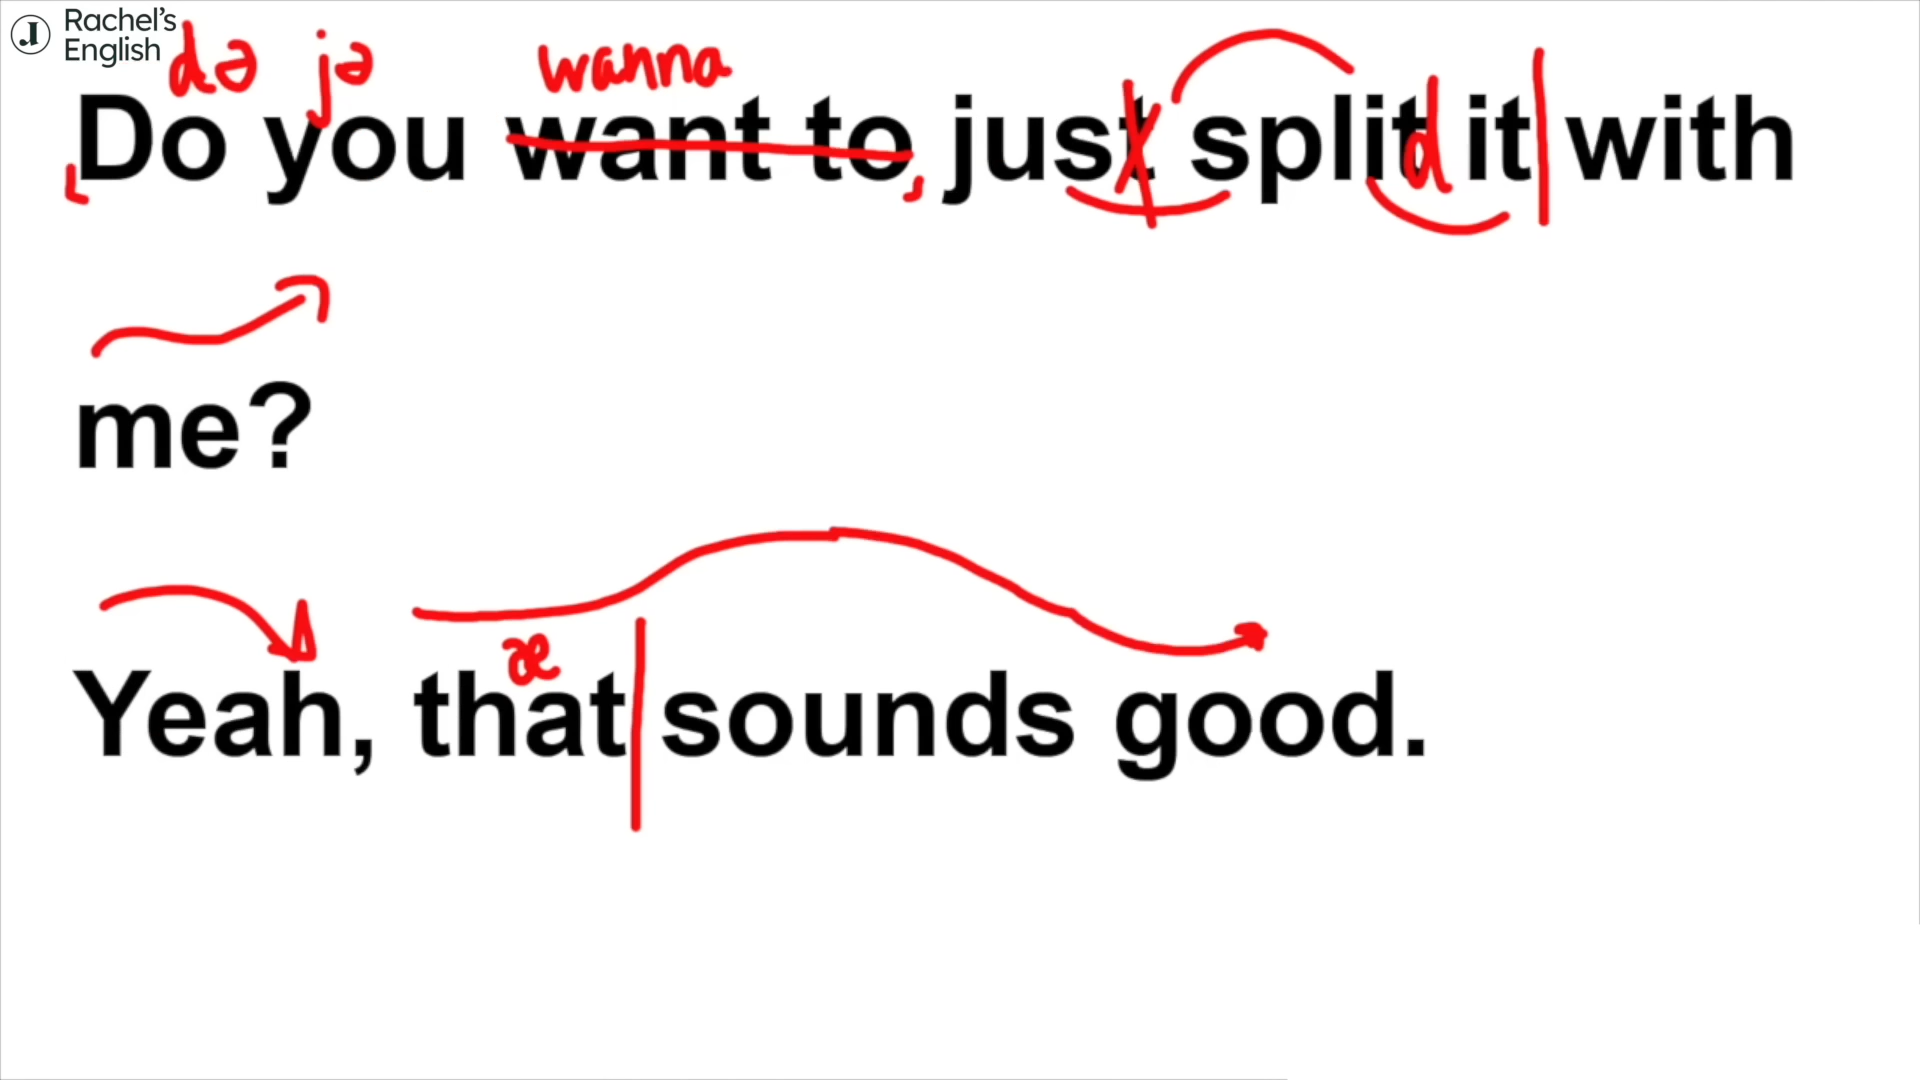 Rachel's
English
də jə wanna
Do you want to just split it with
d
me?
æ
Yeah, that sounds good.